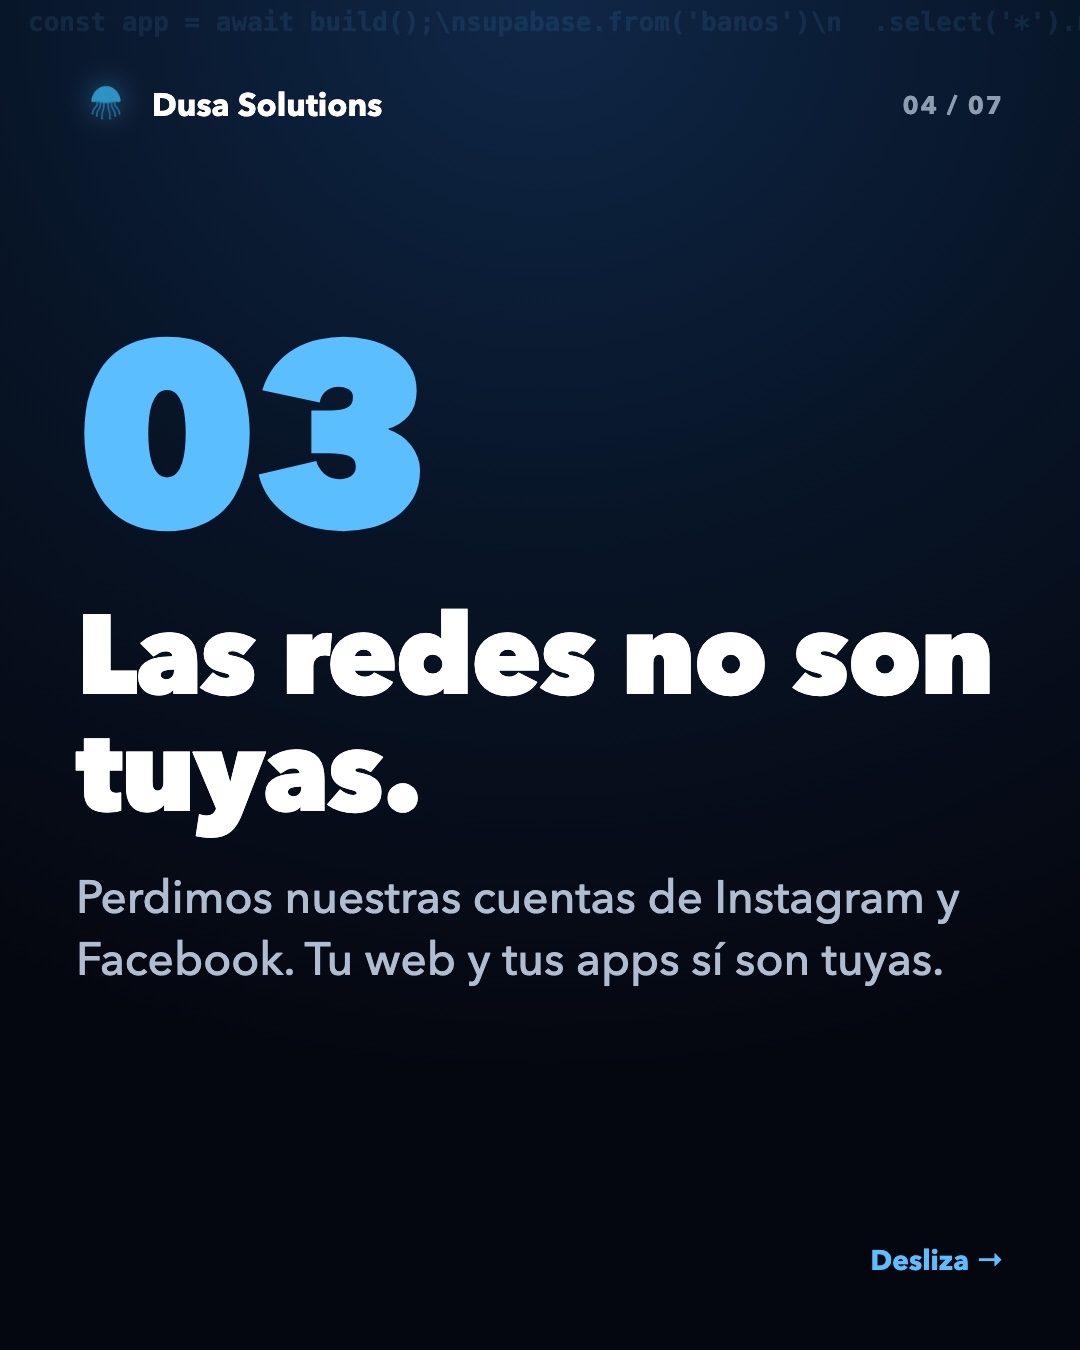 const app = await build();\nsupabase.from('banos')\n  .select('*').
Dusa Solutions
04 / 07
03
Las redes no son
tuyas.
Perdimos nuestras cuentas de Instagram y
Facebook. Tu web y tus apps sí son tuyas.
Desliza →